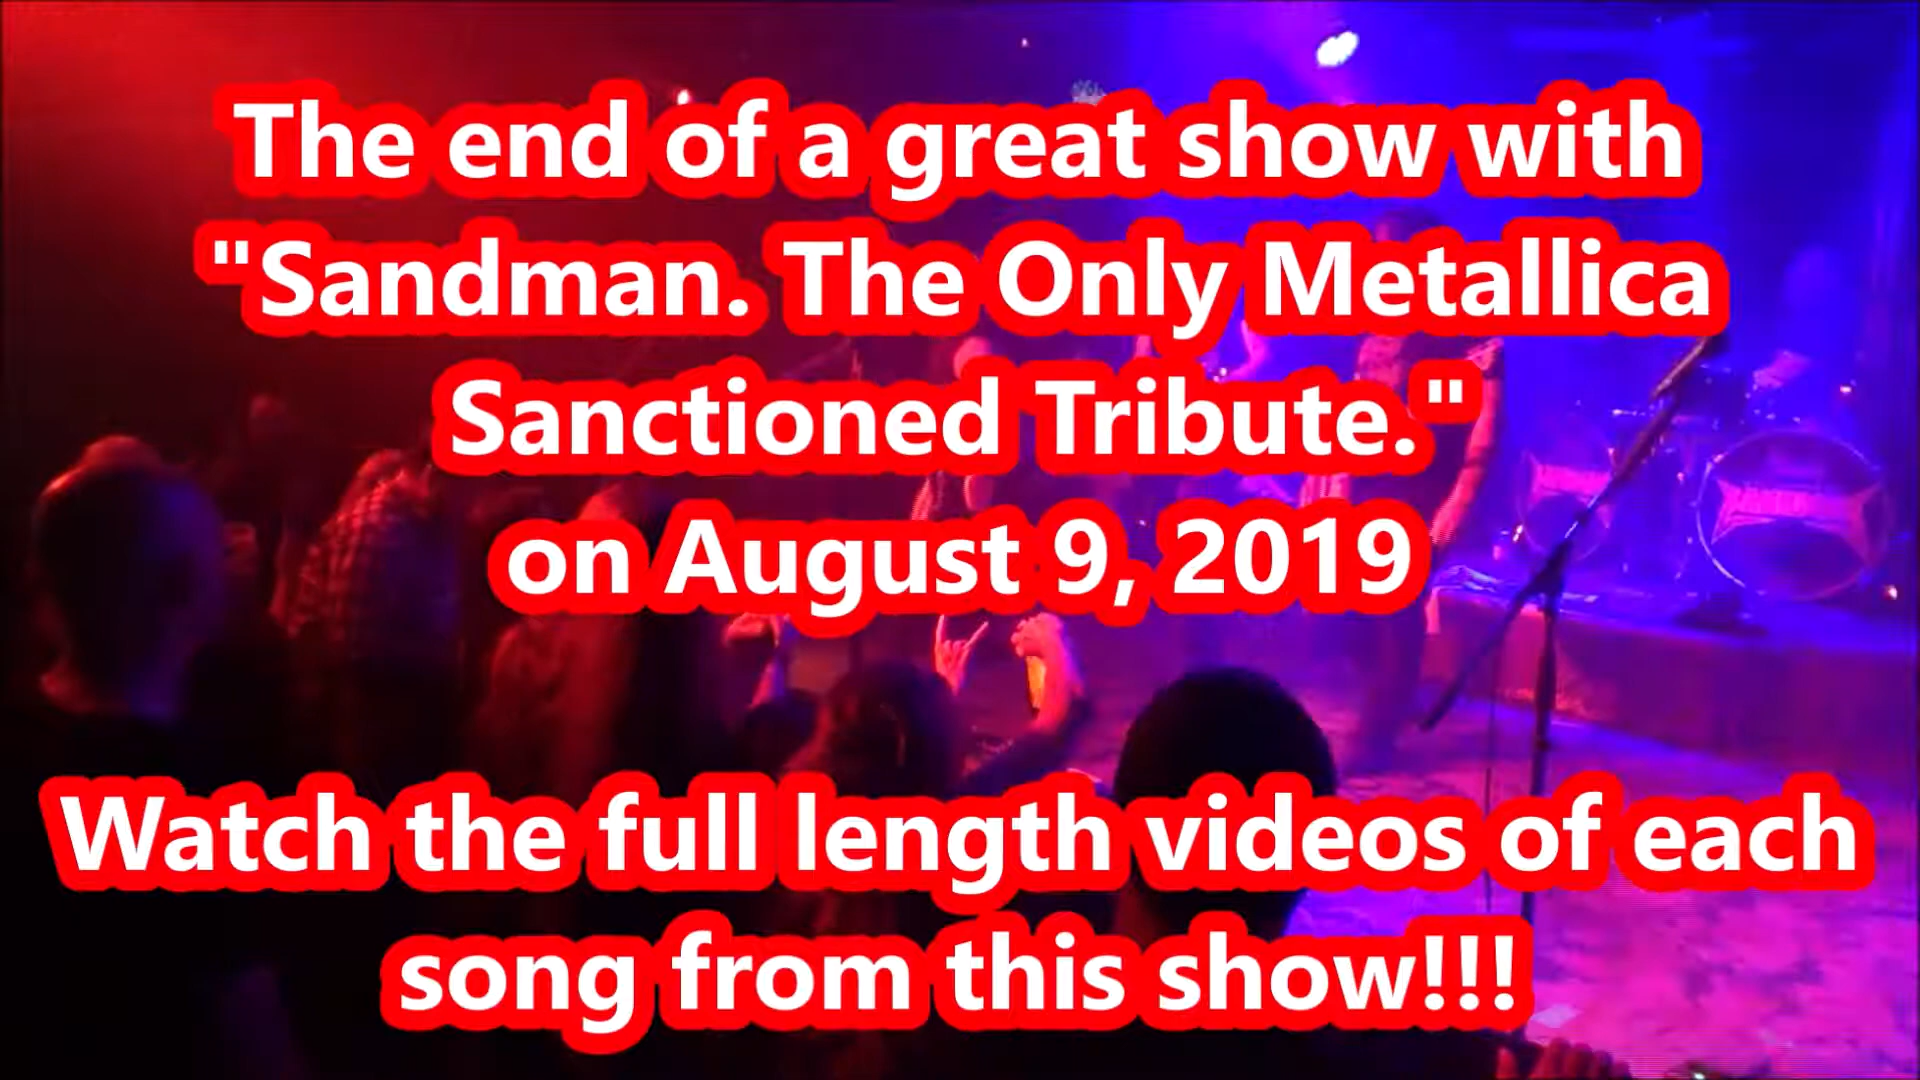 The end of a great show with
"Sandman. The Only Metallica
Sanctioned Tribute."
on August 9, 2019
Watch the full length videos of each
song from this show!!!